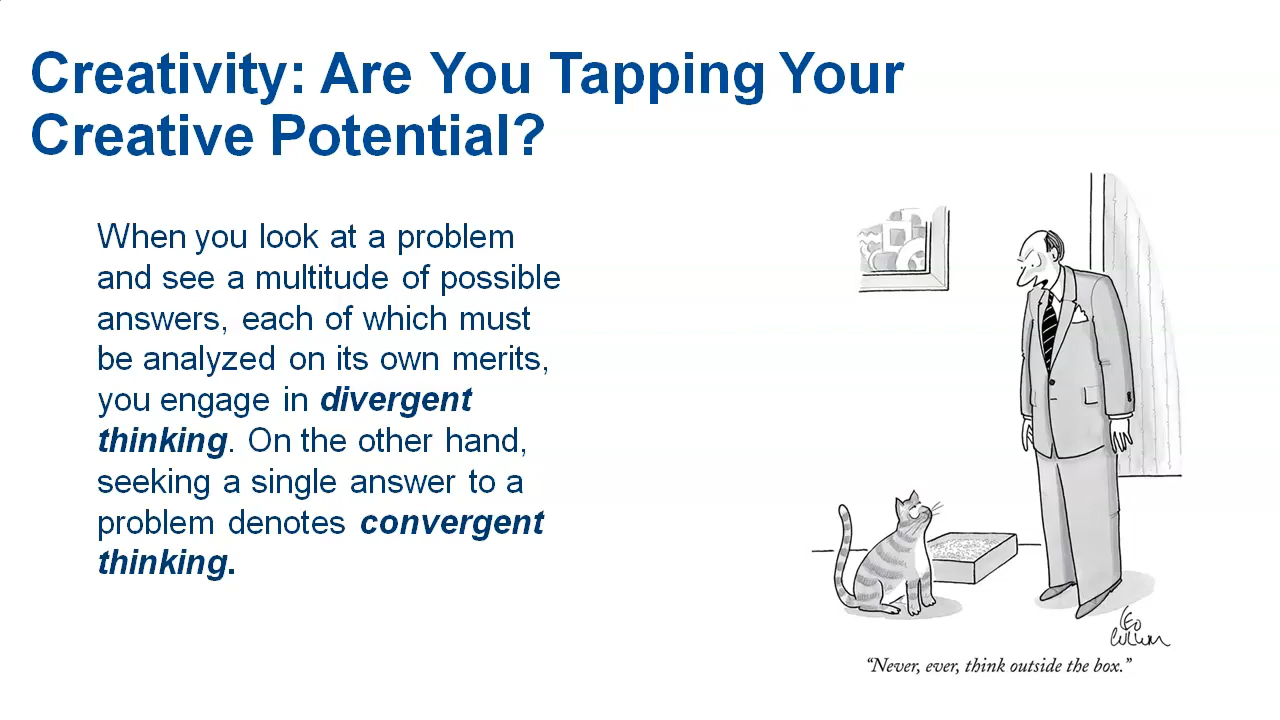 Creativity: Are You Tapping Your
Creative Potential?
When you look at a problem
and see a multitude of possible
answers, each of which must
be analyzed on its own merits,
you engage in divergent
thinking. On the other hand,
seeking a single answer to a
problem denotes convergent
thinking.
LEO
CULLUM
“Never, ever, think outside the box.”